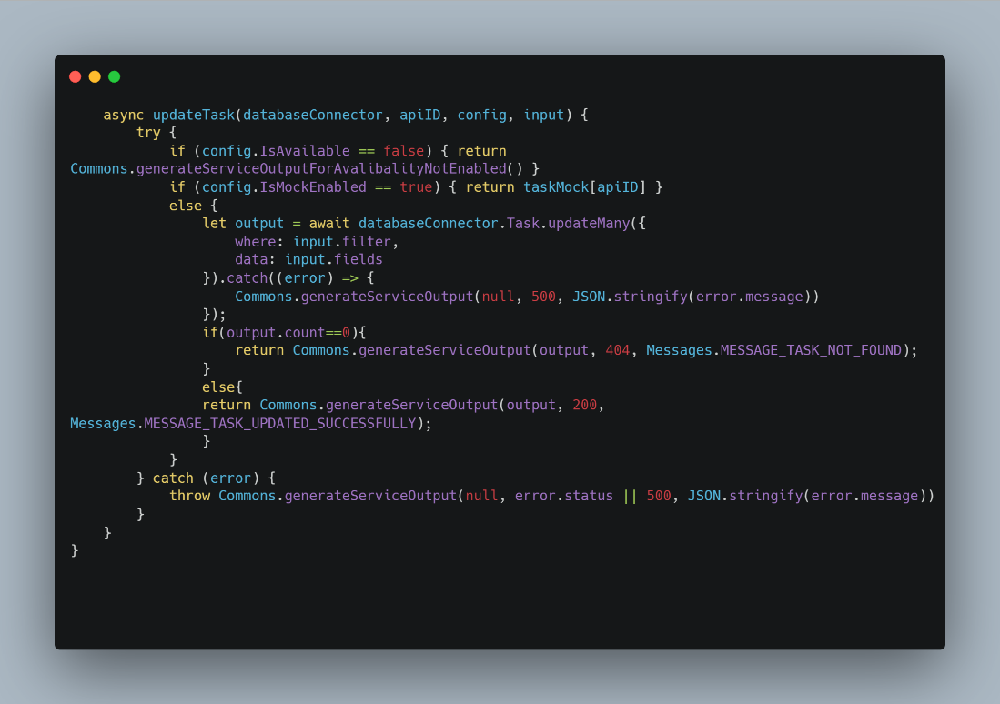 async updateTask(databaseConnector, apiID, config, input) {
try {
if (config.IsAvailable == false) { return
Commons.generateServiceOutputForAvalibalityNotEnabled() }
if (config.IsMockEnabled == true) { return taskMock[apiID] }
else {
let output = await databaseConnector.Task.updateMany({
where: input.filter,
data: input.fields
}).catch((error) => {
Commons.generateServiceOutput(null, 500, JSON.stringify(error.message))
});
if(output.count==0){
return Commons.generateServiceOutput(output, 404, Messages.MESSAGE_TASK_NOT_FOUND);
}
else{
return Commons.generateServiceOutput(output, 200,
Messages.MESSAGE_TASK_UPDATED_SUCCESSFULLY);
}
}
} catch (error) {
throw Commons.generateServiceOutput(null, error.status || 500, JSON.stringify(error.message))
}
}
}